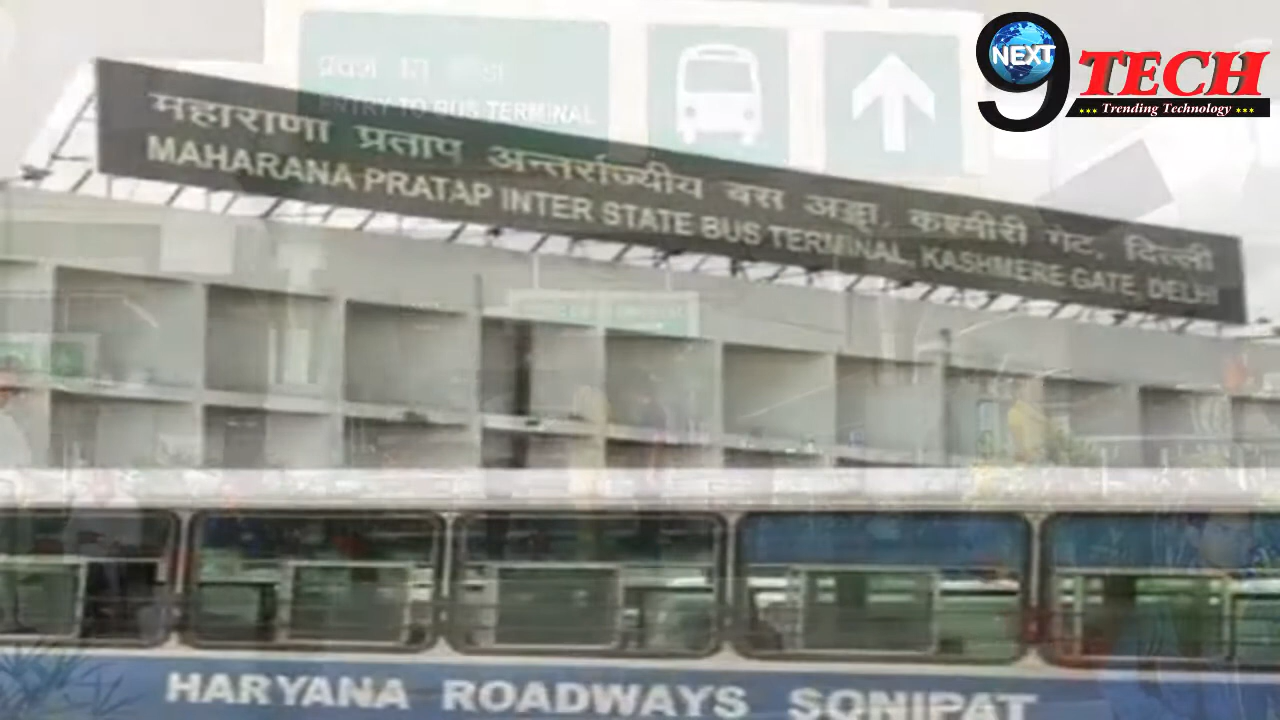 ENTRY TO BUS TERMINAL
महाराणा प्रताप अन्तर्राज्यीय बस अड्डा, कश्मीरी गेट, दिल्ली
MAHARANA PRATAP INTER STATE BUS TERMINAL, KASHMERE GATE, DELHI
HARYANA ROADWAYS SONIPAT
9
NEXT
TECH
*** Trending Technology ***